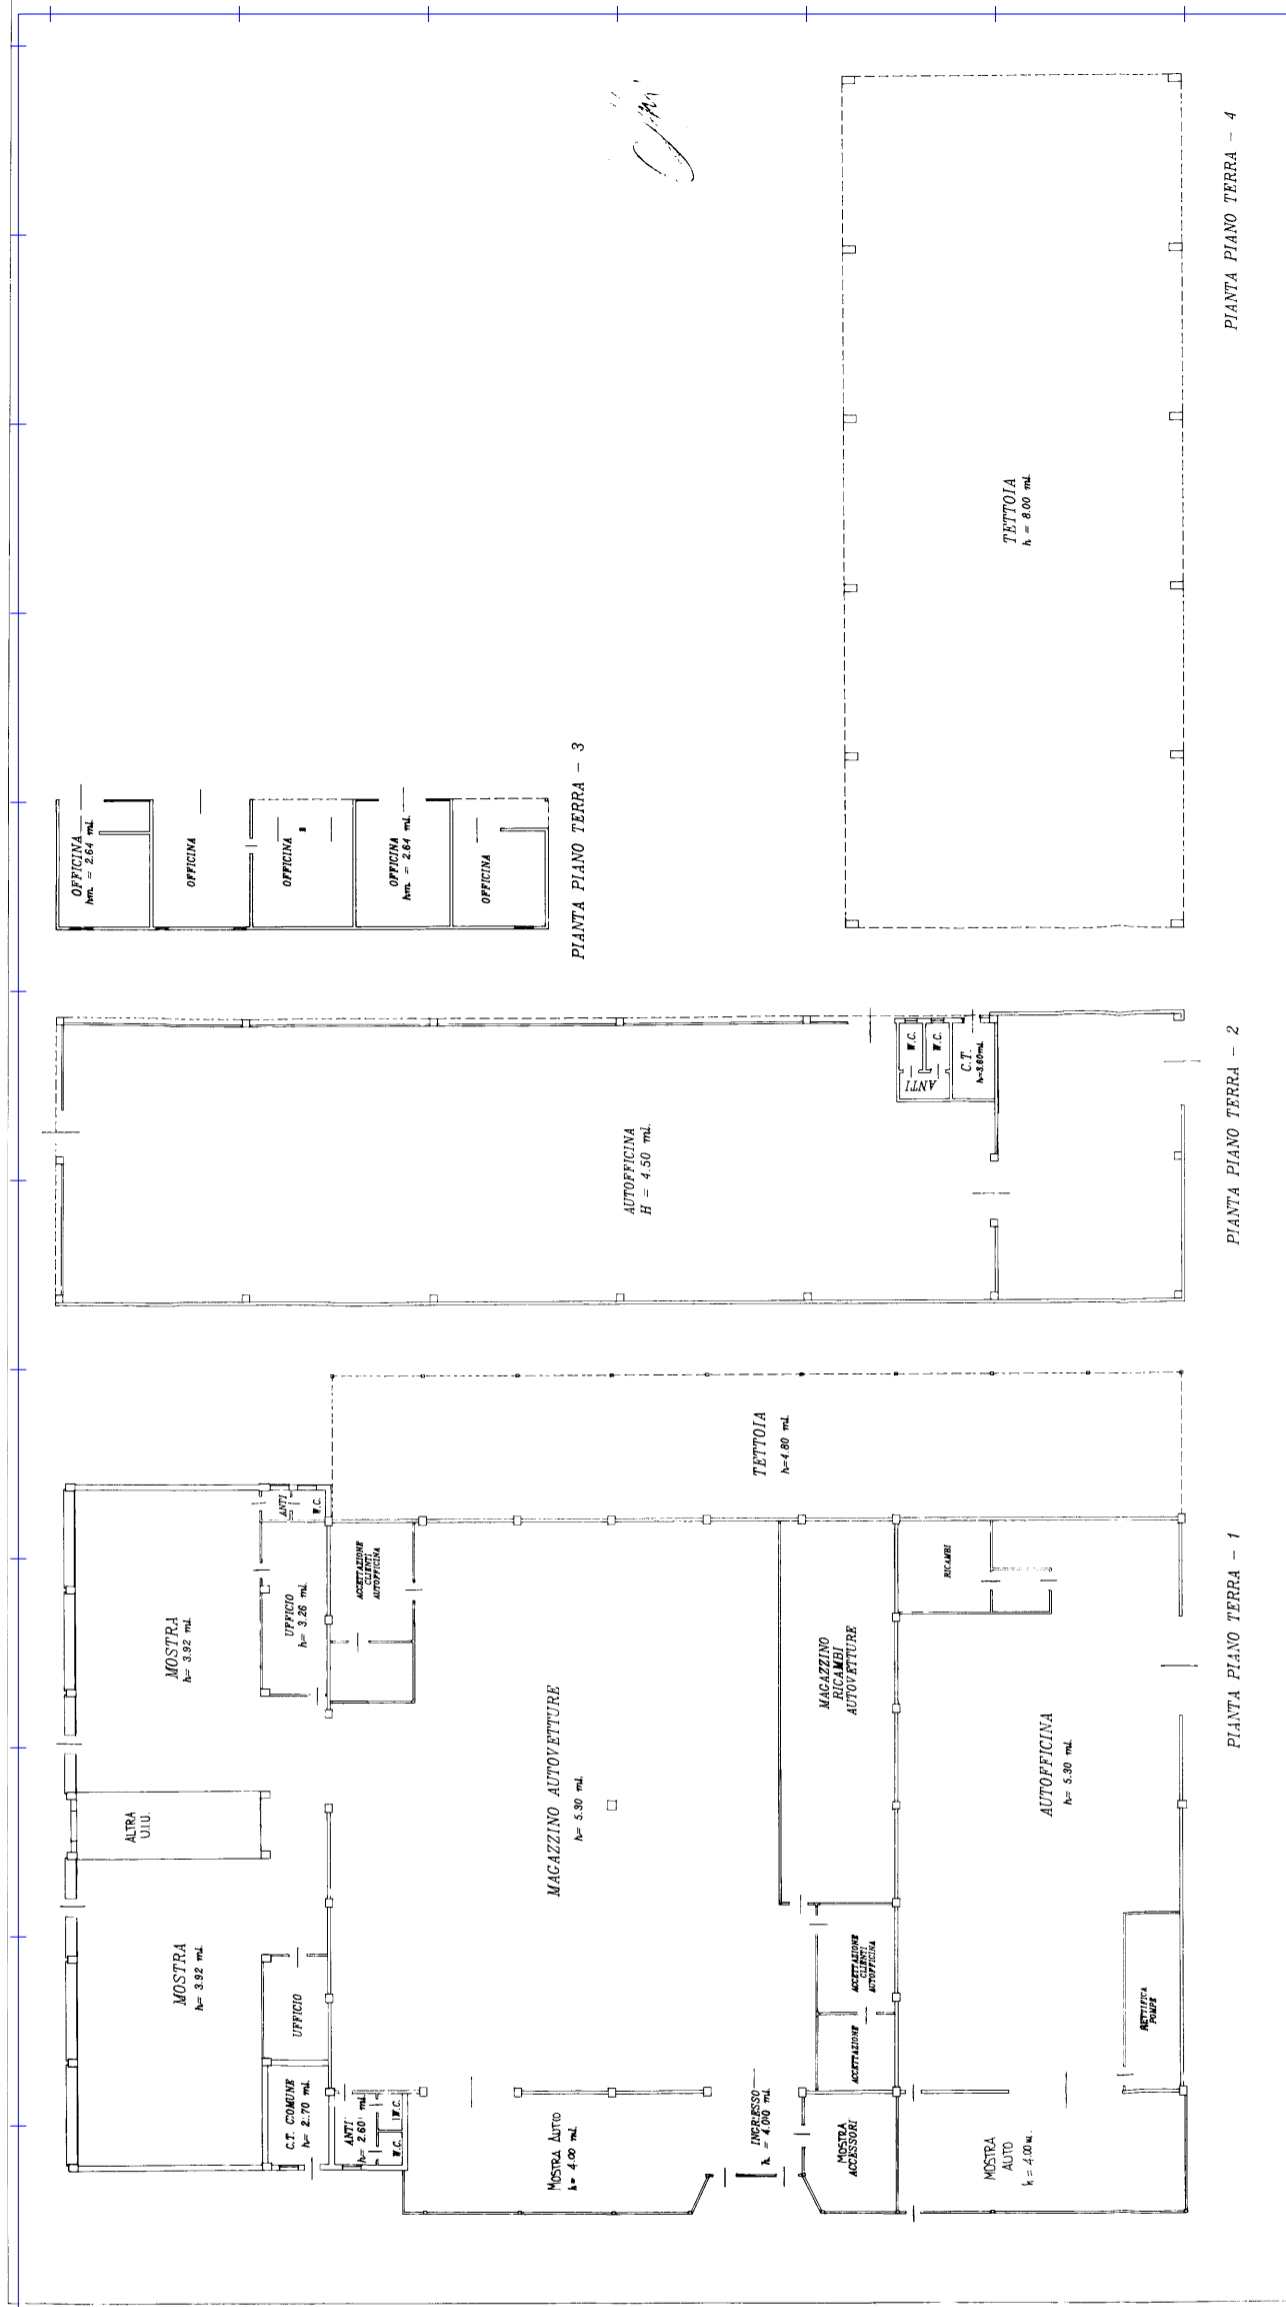 MOSTRA
h= 3.92 ml.
ALTRA
U.I.U.
MOSTRA
h= 3.92 ml.
ANTI
W.C.
UFFICIO
h= 3.26 ml.
UFFICIO
C.T. COMUNE
h= 2.70 ml.
ANTI
h= 2.60 ml.
W.C.
W.C.
ACCETTAZIONE
CLIENTI
AUTOFFICINA
MAGAZZINO AUTOVETTURE
h= 5.30 ml.
MOSTRA AUTO
h = 4.00 ml.
INGRESSO
h. = 4.00 ml.
TETTOIA
h=4.80 ml.
MAGAZZINO
RICAMBI
AUTOVETTURE
ACCETTAZIONE
CLIENTI
AUTOFFICINA
ACCETTAZIONE
MOSTRA
ACCESSORI
RICAMBI
AUTOFFICINA
h= 5.30 ml.
RETTIFICA
POMPE
MOSTRA
AUTO
h = 4.00 m.
PIANTA PIANO TERRA - 1
AUTOFFICINA
H = 4.50 ml.
ANTI
W.C.
W.C.
C.T.
h=3.60ml.
PIANTA PIANO TERRA - 2
OFFICINA
hm. = 2.64 ml.
OFFICINA
OFFICINA
OFFICINA
hm. = 2.64 ml.
OFFICINA
PIANTA PIANO TERRA - 3
TETTOIA
h = 8.00 ml.
PIANTA PIANO TERRA - 4